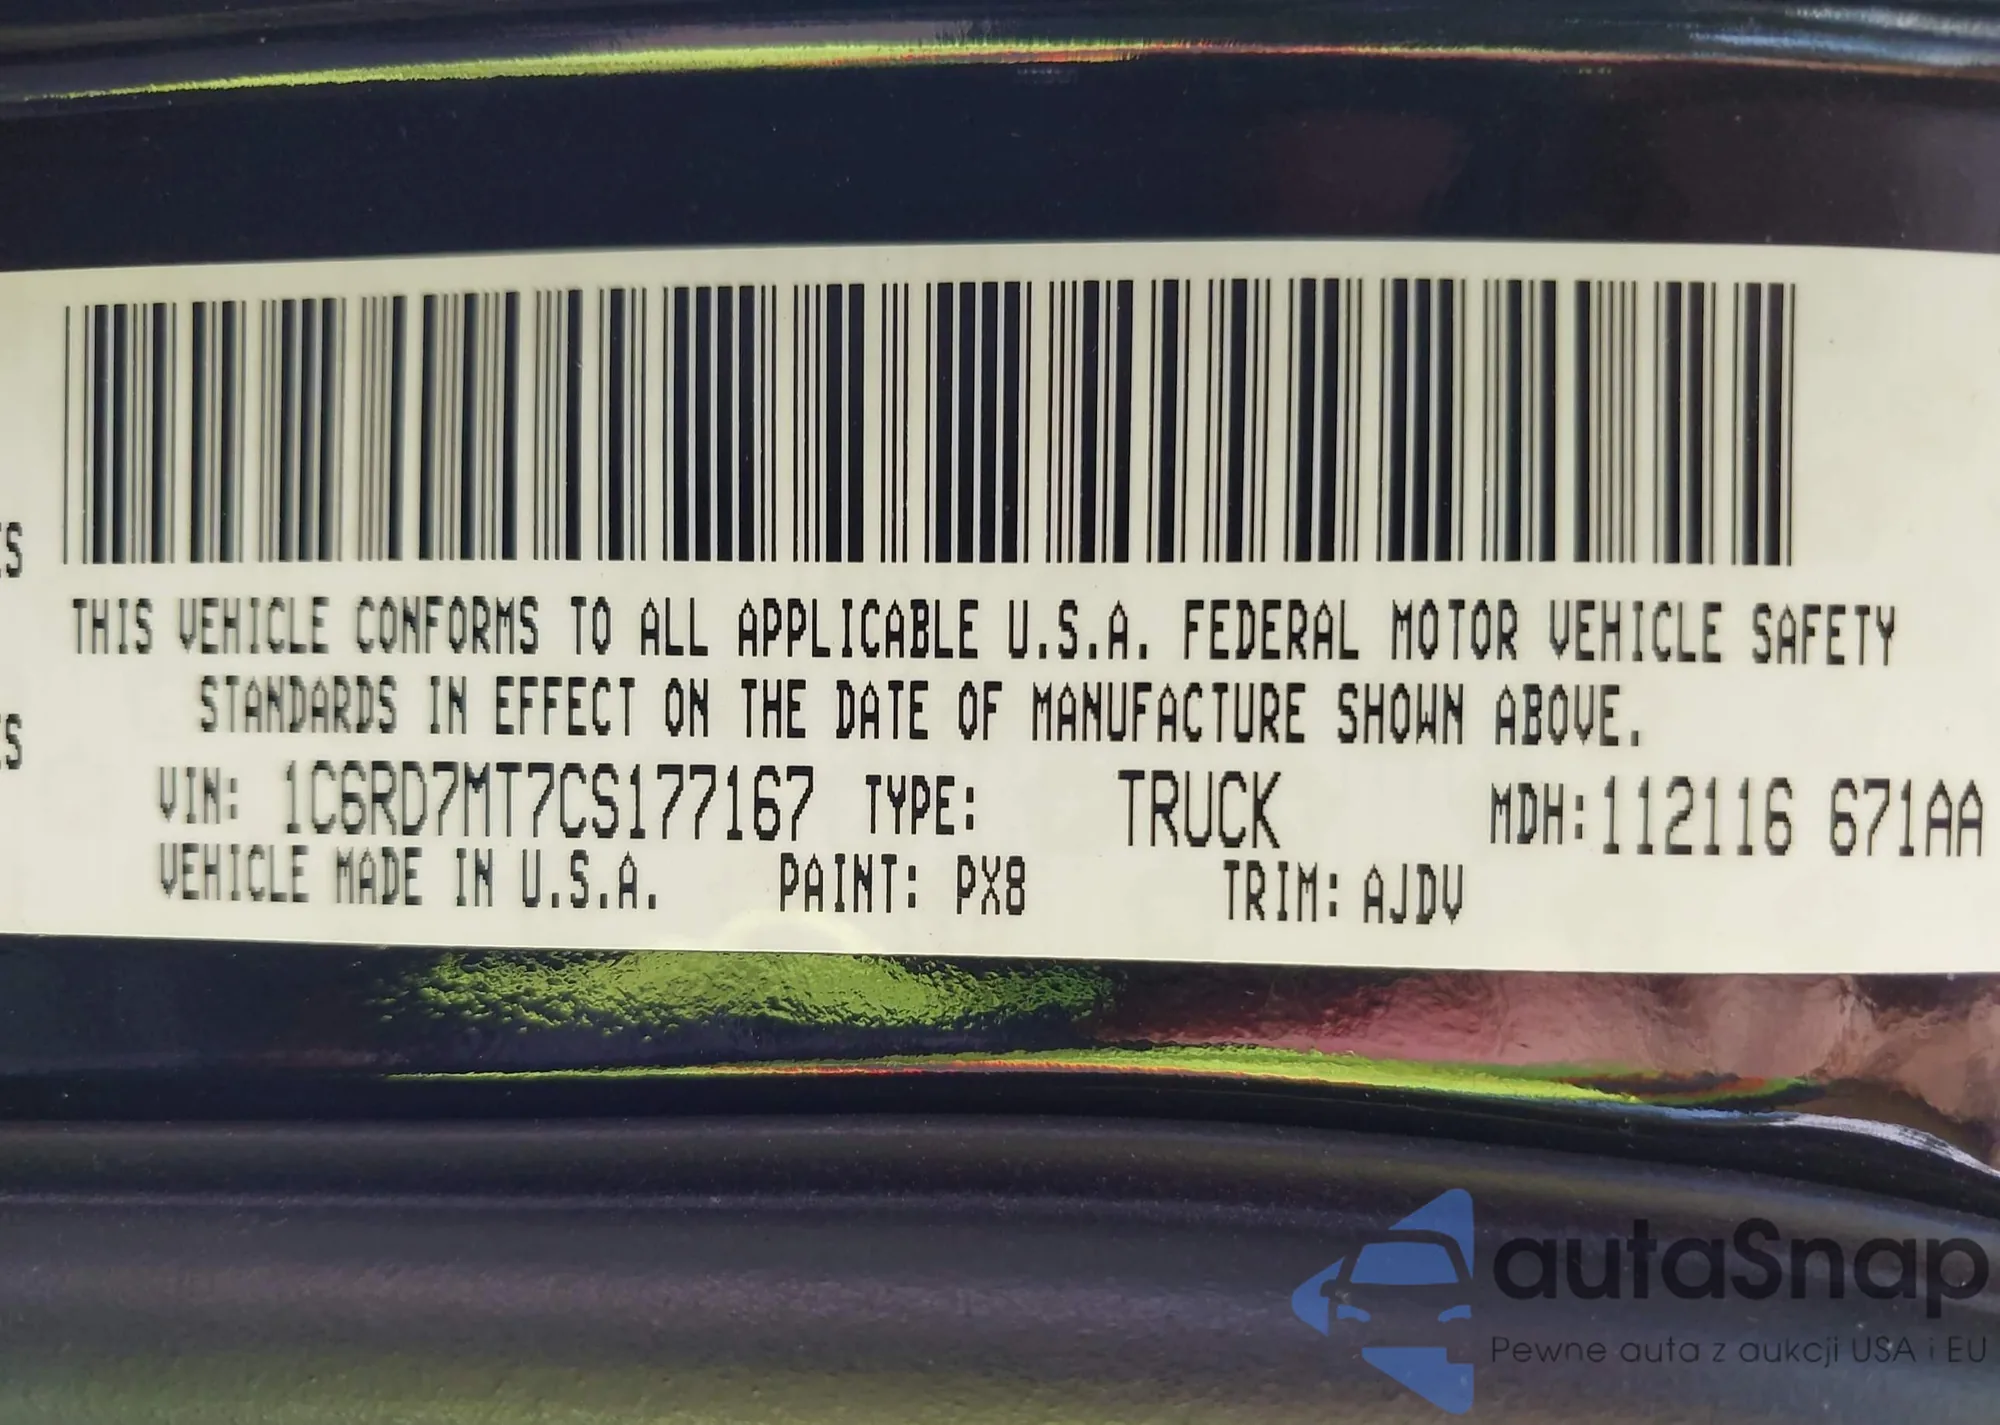 THIS VEHICLE CONFORMS TO ALL APPLICABLE U.S.A. FEDERAL MOTOR VEHICLE SAFETY
STANDARDS IN EFFECT ON THE DATE OF MANUFACTURE SHOWN ABOVE.
VIN: 1C6RD7MT7CS177167 TYPE: TRUCK MDH:112116 671AA
VEHICLE MADE IN U.S.A. PAINT: PX8 TRIM: AJDV
autaSnap
Pewne auta z aukcji USA i EU